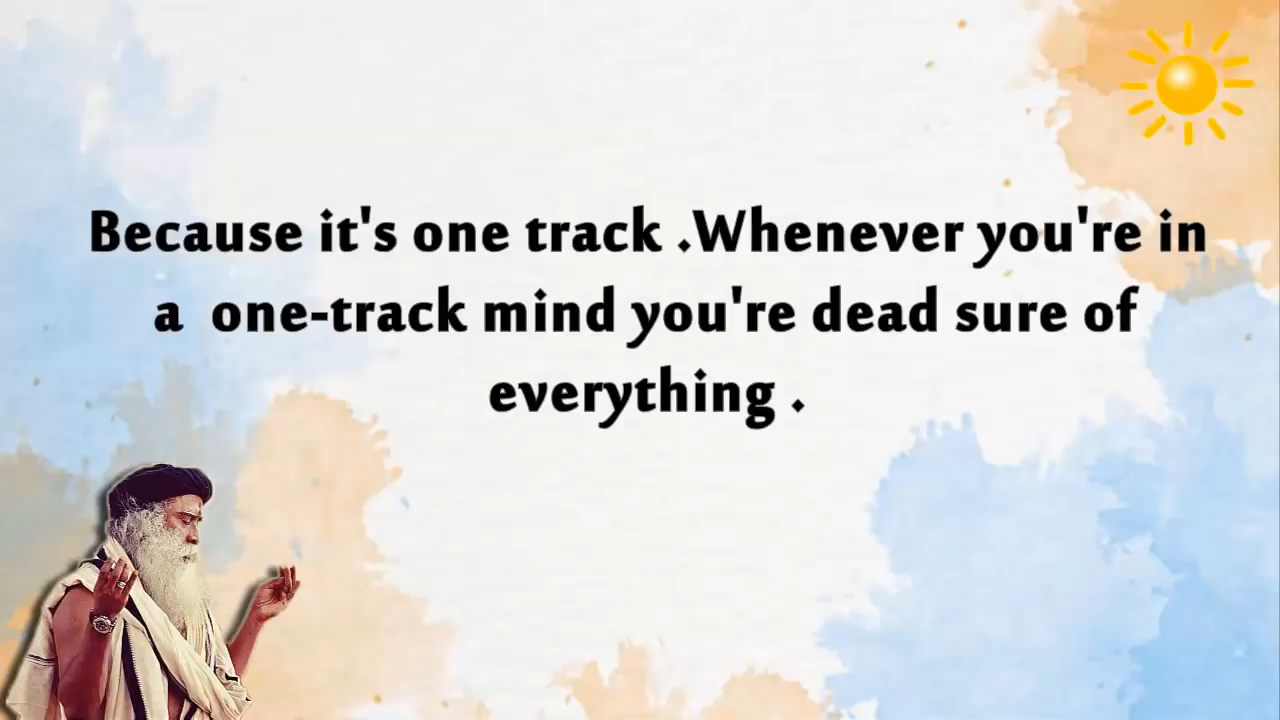 Because it's one track .Whenever you're in
a  one-track mind you're dead sure of
everything .